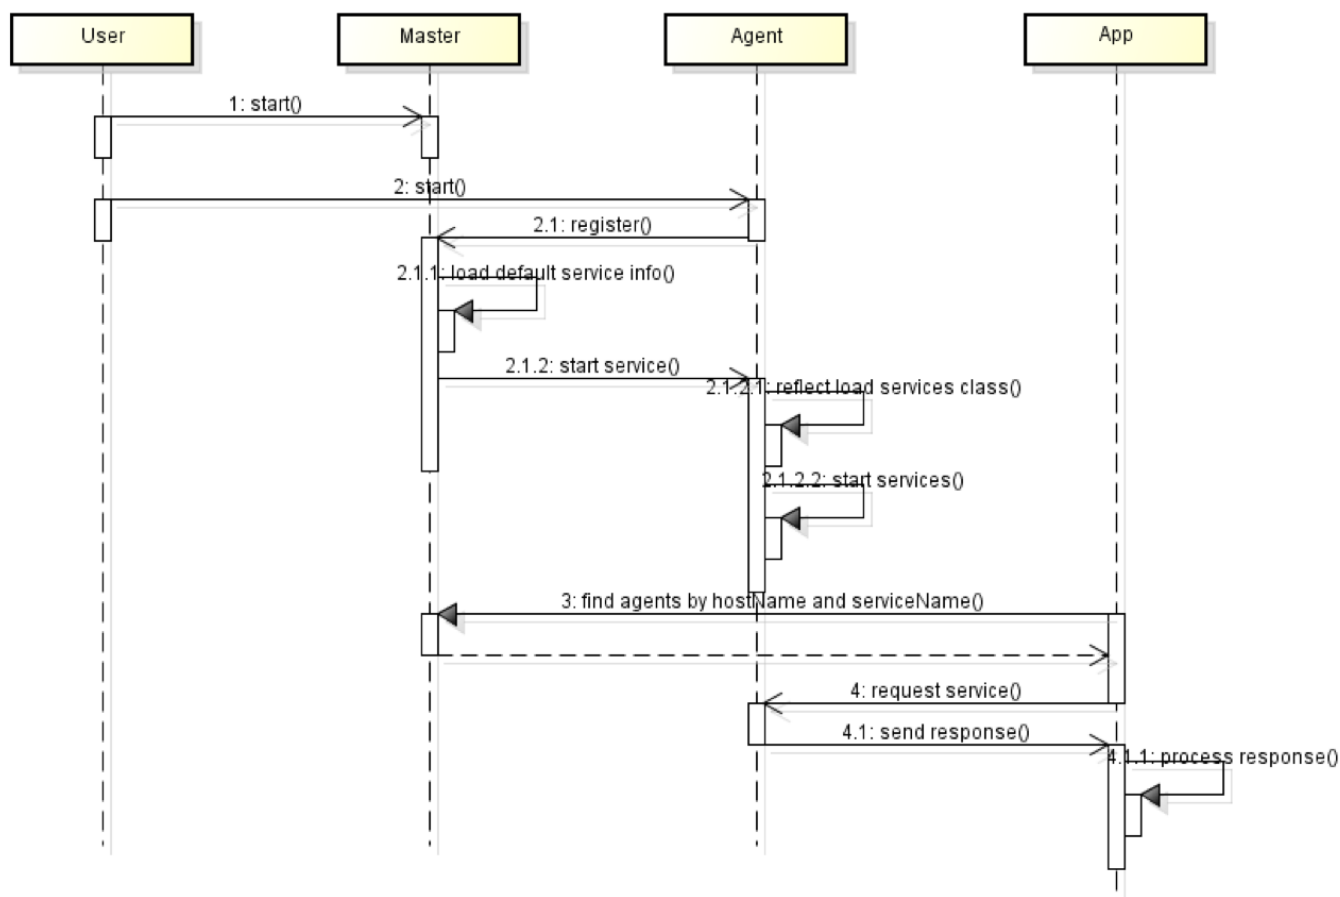 User
Master
Agent
App
1: start()
2: start()
2.1: register()
2.1.1: load default service info()
2.1.2: start service()
2.1.2.1: reflect load services class()
2.1.2.2: start services()
3: find agents by hostName and serviceName()
4: request service()
4.1: send response()
4.1.1: process response()